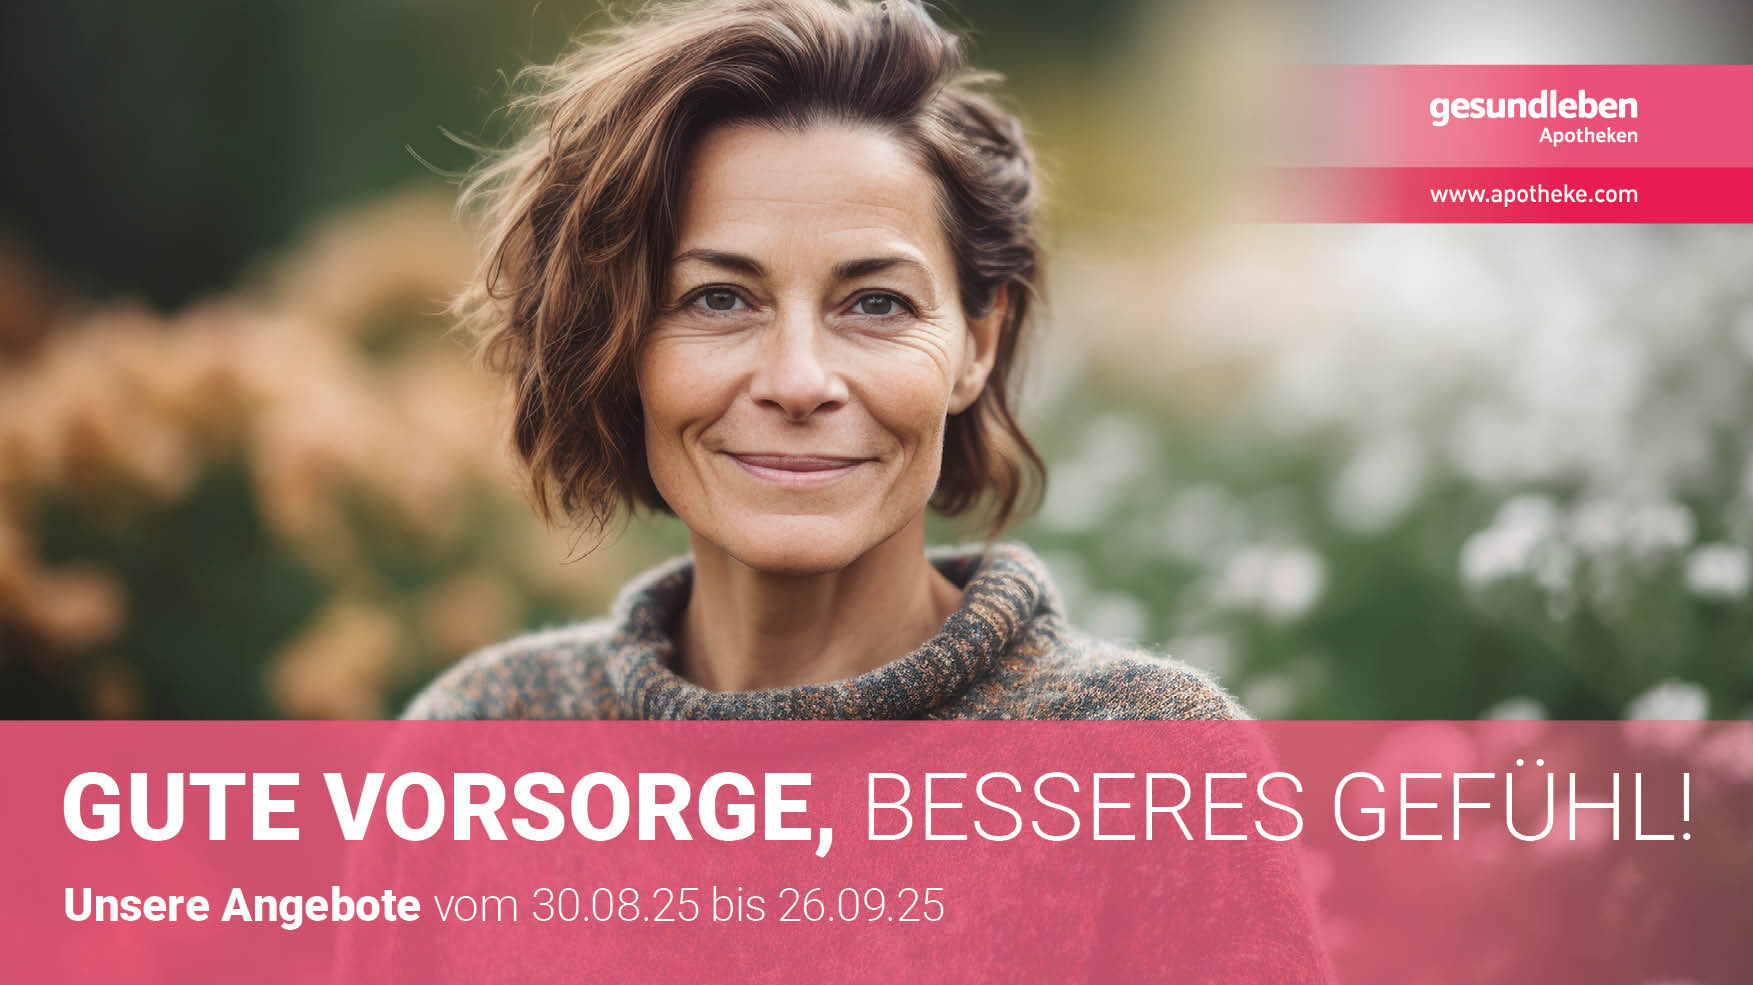 gesundleben
Apotheken
www.apotheke.com
GUTE VORSORGE, BESSERES GEFÜHL!
Unsere Angebote vom 30.08.25 bis 26.09.25